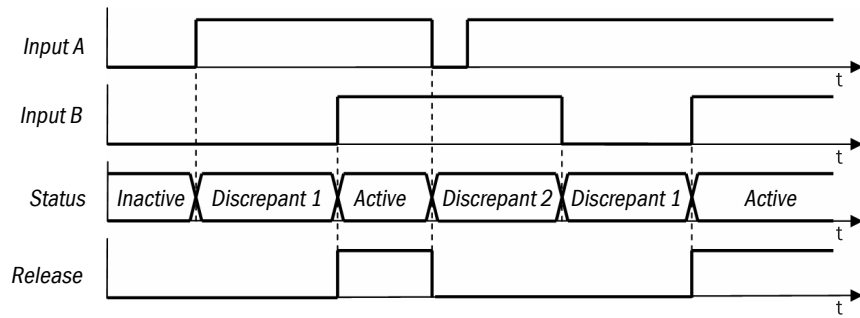 Input A
t
Input B
t
Status Inactive Discrepant 1 Active Discrepant 2 Discrepant 1 Active
t
Release
t